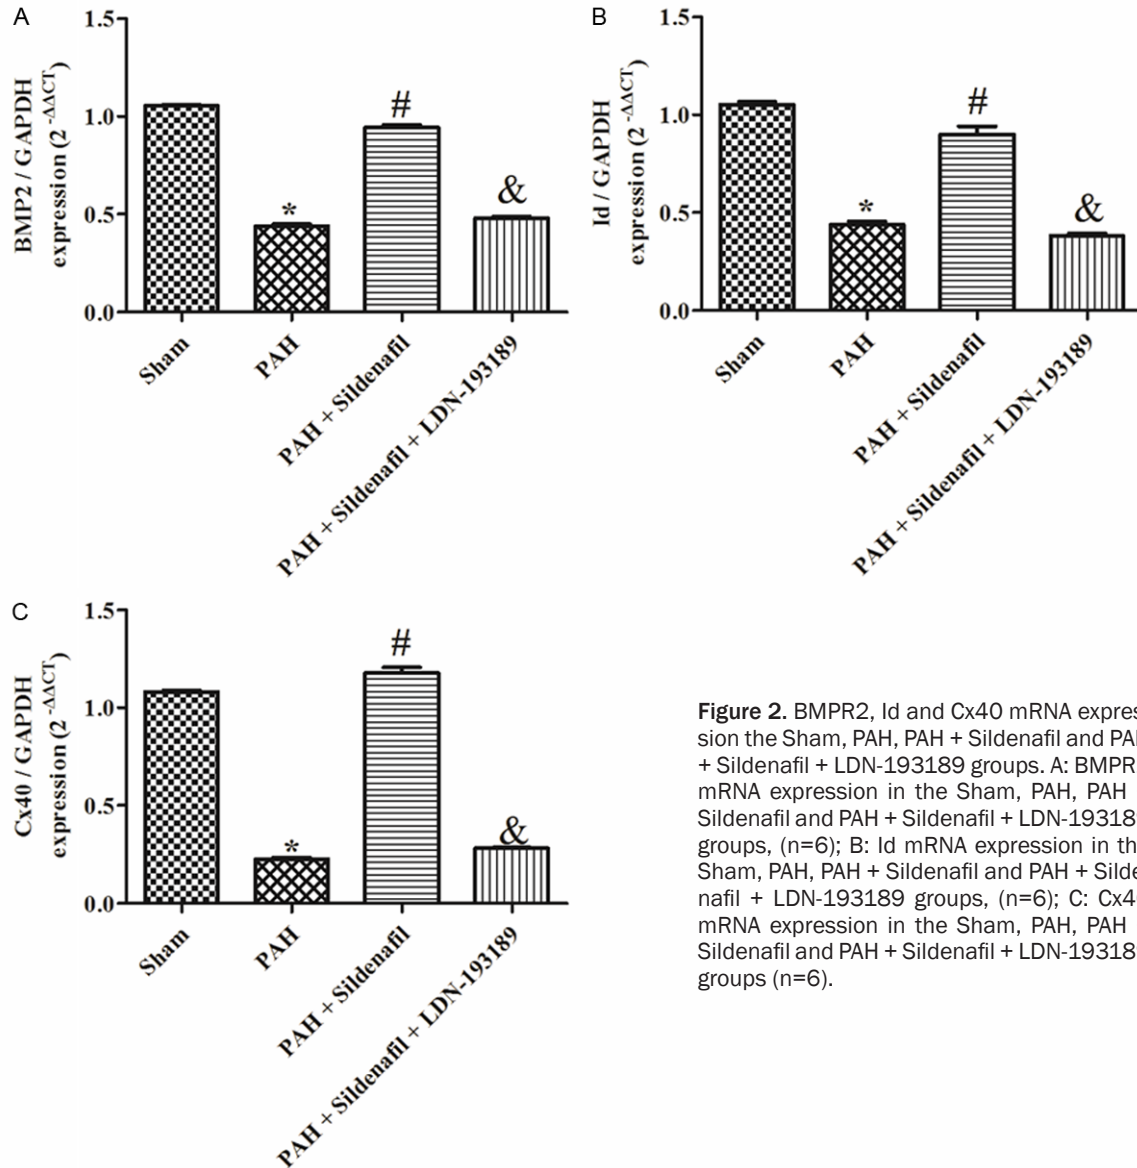 A
1.5
1.0
0.5
0.0
BMP2 / GAPDH
expression (2 -ΔΔCT)
*
#
&
Sham
PAH
PAH + Sildenafil
PAH + Sildenafil + LDN-193189
B
1.5
1.0
0.5
0.0
Id / GAPDH
expression (2 -ΔΔCT)
*
#
&
Sham
PAH
PAH + Sildenafil
PAH + Sildenafil + LDN-193189
C
1.5
1.0
0.5
0.0
Cx40 / GAPDH
expression (2 -ΔΔCT)
*
#
&
Sham
PAH
PAH + Sildenafil
PAH + Sildenafil + LDN-193189
Figure 2. BMPR2, Id and Cx40 mRNA expres-
sion the Sham, PAH, PAH + Sildenafil and PAH
+ Sildenafil + LDN-193189 groups. A: BMPR
mRNA expression in the Sham, PAH, PAH
Sildenafil and PAH + Sildenafil + LDN-193189
groups, (n=6); B: Id mRNA expression in the
Sham, PAH, PAH + Sildenafil and PAH + Silde-
nafil + LDN-193189 groups, (n=6); C: Cx40
mRNA expression in the Sham, PAH, PAH
Sildenafil and PAH + Sildenafil + LDN-193189
groups (n=6).